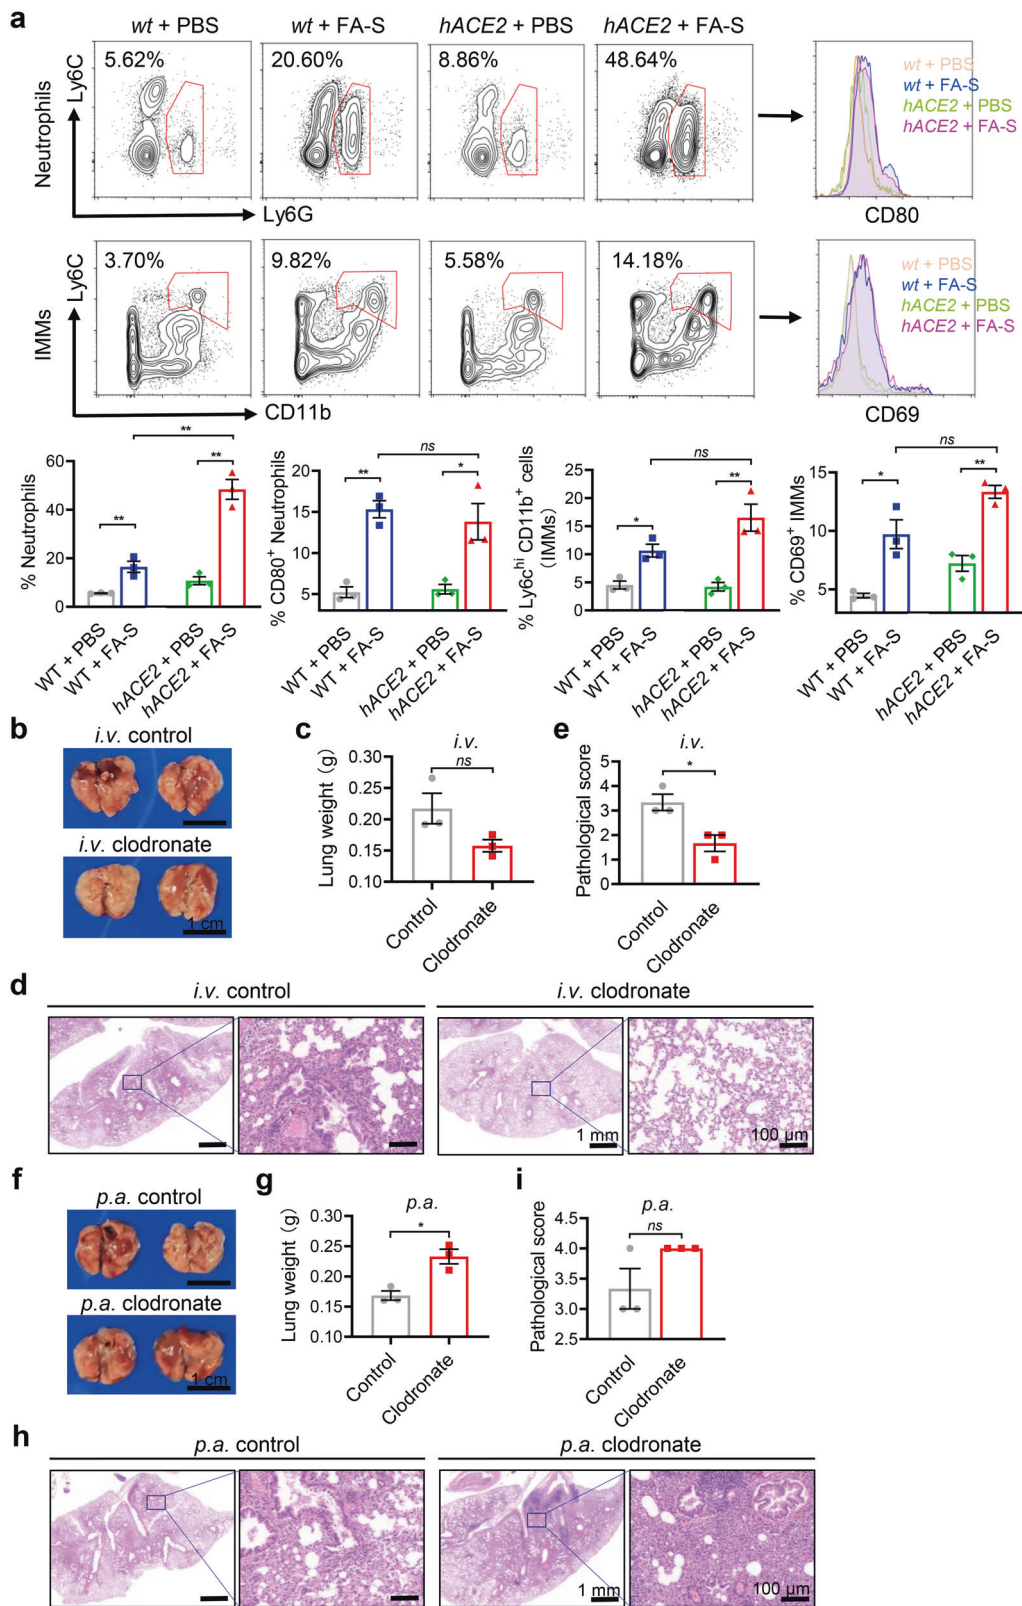 a
wt + PBS
wt + FA-S
hACE2 + PBS
hACE2 + FA-S
Neutrophils
Ly6C
5.62%
20.60%
8.86%
48.64%
Ly6G
wt + PBS
wt + FA-S
hACE2 + PBS
hACE2 + FA-S
CD80
IMMs
Ly6C
3.70%
9.82%
5.58%
14.18%
CD11b
wt + PBS
wt + FA-S
hACE2 + PBS
hACE2 + FA-S
CD69
% Neutrophils
60
40
20
0
**
**
**
WT + PBS
WT + FA-S
hACE2 + PBS
hACE2 + FA-S
% CD80+ Neutrophils
20
15
10
5
**
ns
*
WT + PBS
WT + FA-S
hACE2 + PBS
hACE2 + FA-S
% Ly6chi CD11b+ cells
(IMMs)
25
20
15
10
5
0
*
ns
**
WT + PBS
WT + FA-S
hACE2 + PBS
hACE2 + FA-S
% CD69+ IMMs
15
10
5
*
ns
**
WT + PBS
WT + FA-S
hACE2 + PBS
hACE2 + FA-S
b
i.v. control
i.v. clodronate
1 cm
c
i.v.
ns
Lung weight (g)
0.30
0.25
0.20
0.15
0.10
Control
Clodronate
e
i.v.
*
Pathological score
5
4
3
2
1
0
Control
Clodronate
d
i.v. control
i.v. clodronate
1 mm
100 µm
f
p.a. control
p.a. clodronate
1 cm
g
p.a.
*
Lung weight (g)
0.30
0.25
0.20
0.15
0.10
Control
Clodronate
i
p.a.
ns
Pathological score
4.5
4.0
3.5
3.0
2.5
Control
Clodronate
h
p.a. control
p.a. clodronate
1 mm
100 µm